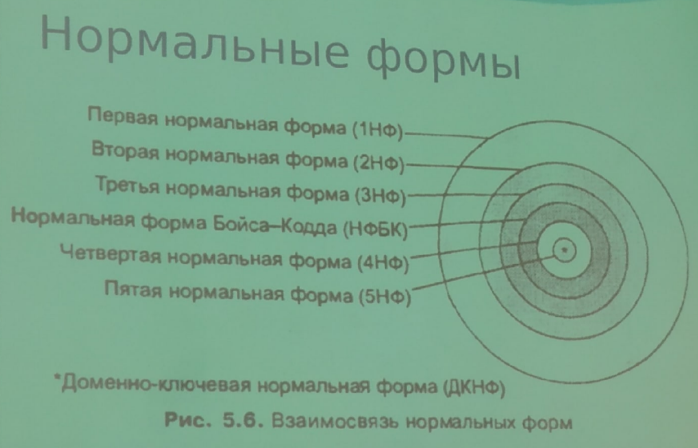 Нормальные формы
Первая нормальная форма (1НФ)
Вторая нормальная форма (2НФ)
Третья нормальная форма (3НФ)
Нормальная форма Бойса–Кодда (НФБК)
Четвертая нормальная форма (4НФ)
Пятая нормальная форма (5НФ)
*Доменно-ключевая нормальная форма (ДКНФ)
Рис. 5.6. Взаимосвязь нормальных форм